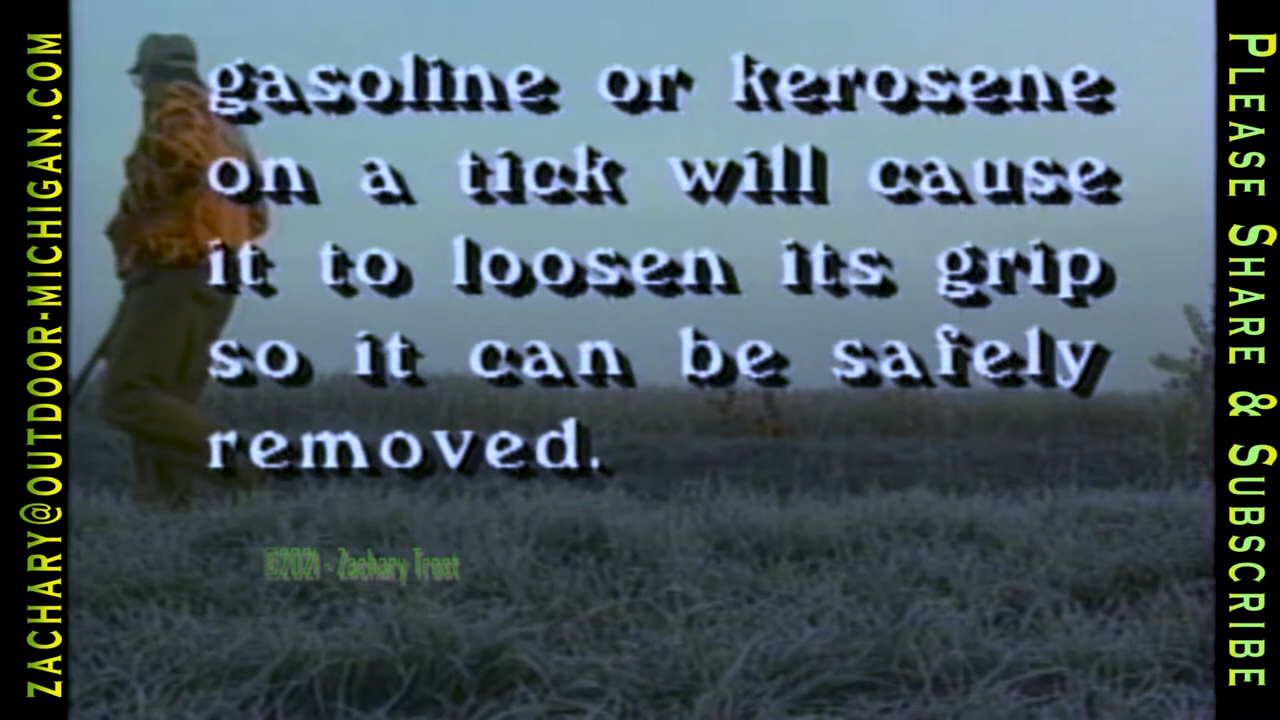 ZACHARY@OUTDOOR-MICHIGAN.COM
gasoline or kerosene
on a tick will cause
it to loosen its grip
so it can be safely
removed.
©2021 - Zachary Trost
PLEASE SHARE & SUBSCRIBE